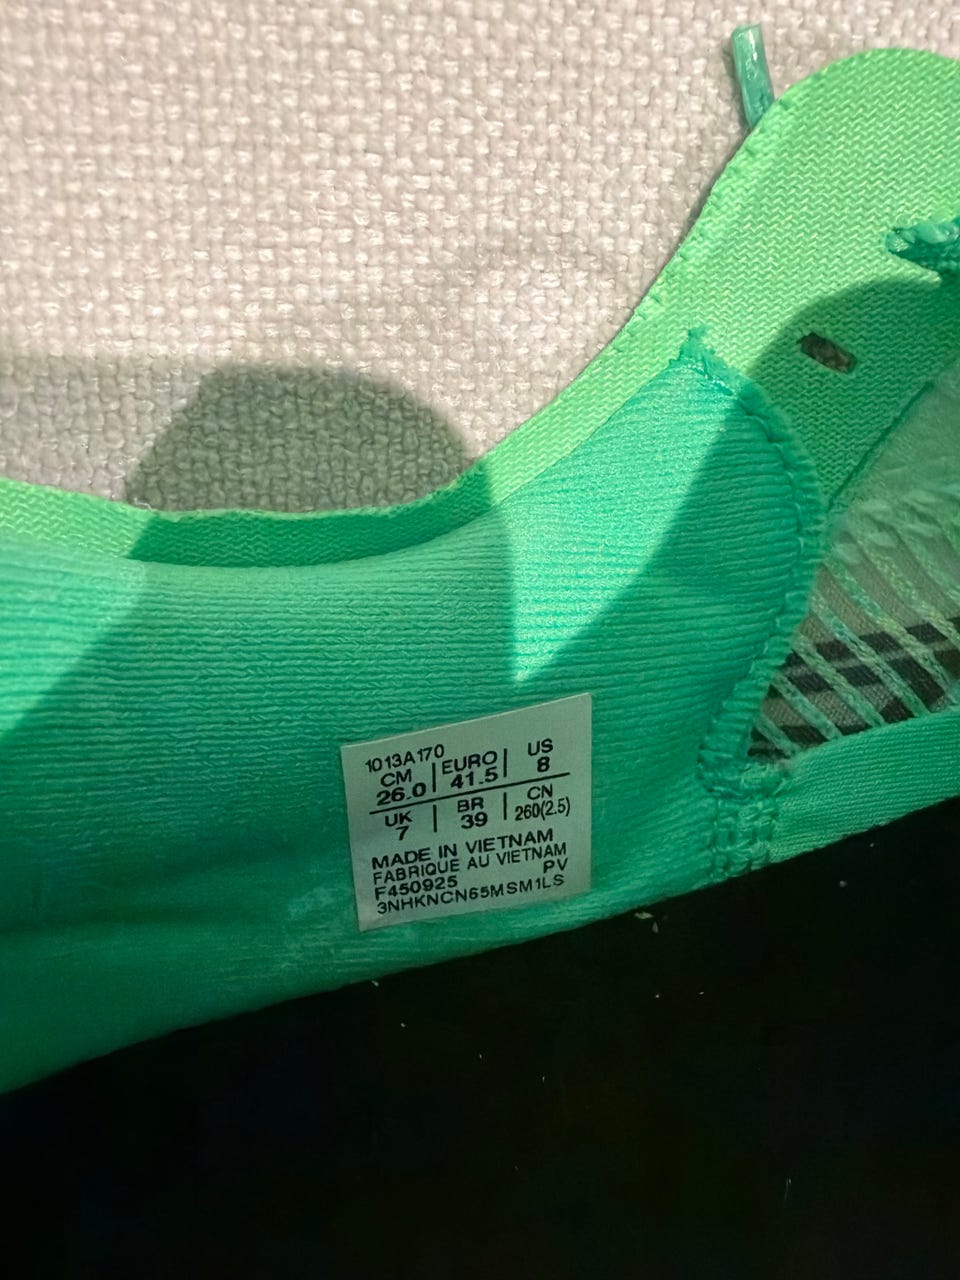 1013A170
CM | EURO | US
26.0 | 41.5 | 8
UK | BR | CN
7 | 39 | 260(2.5)
MADE IN VIETNAM
FABRIQUE AU VIETNAM
F450925 PV
3NHKNCN65MSM1LS